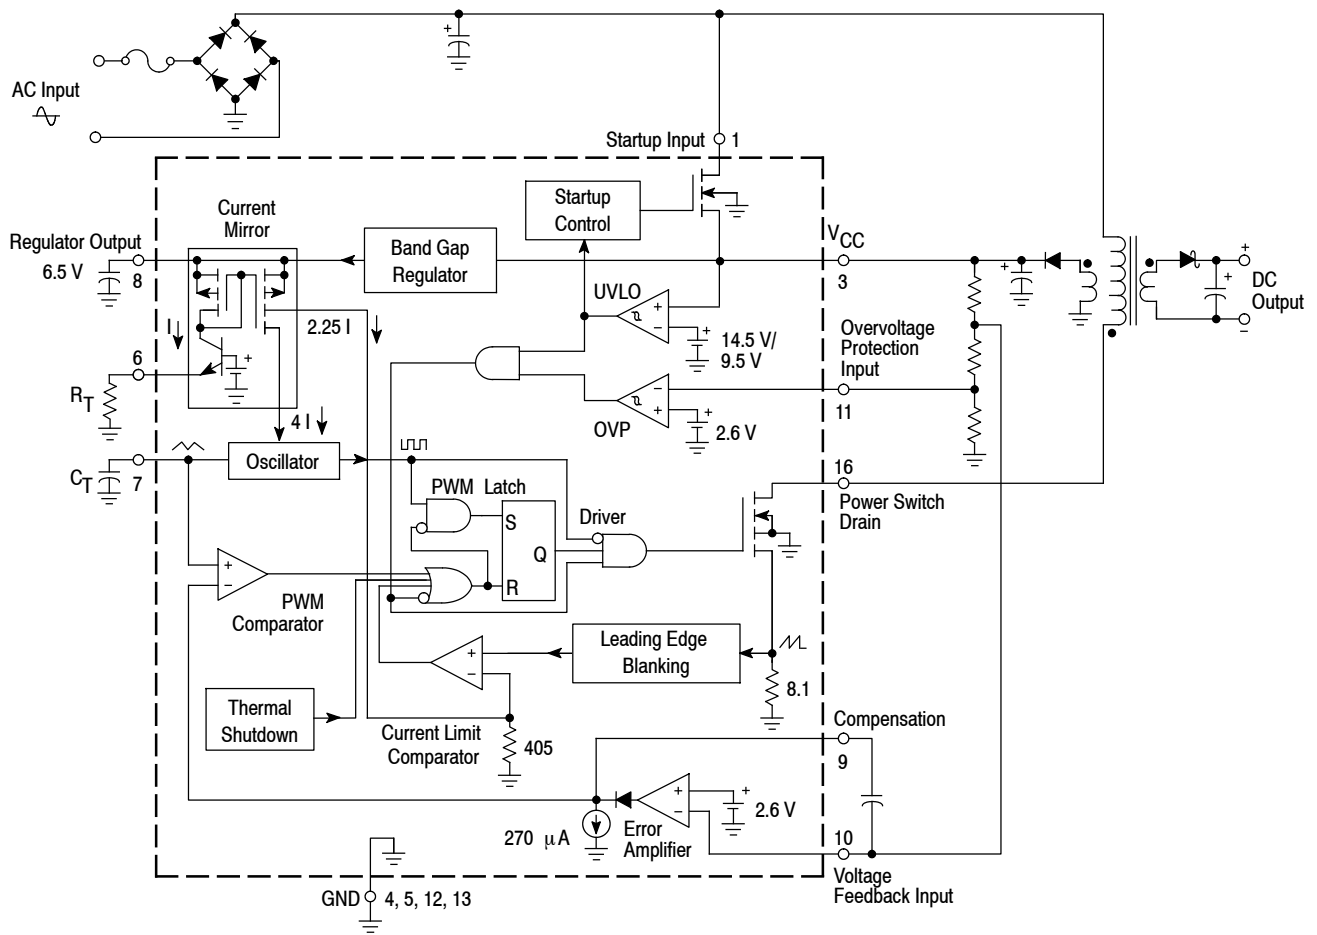 AC Input
Startup Input
1
Current
Mirror
Startup
Control
Regulator Output
6.5 V
8
Band Gap
Regulator
VCC
3
DC
Output
+
−
UVLO
+
−
+
14.5 V/
9.5 V
I
2.25 I
+
+
+
+
6
RT
Overvoltage
Protection
Input
11
−
+
+
2.6 V
OVP
4 I
CT
7
Oscillator
16
Power Switch
Drain
PWM Latch
S
Q
R
Driver
+
−
PWM
Comparator
Leading Edge
Blanking
+
−
8.1
Thermal
Shutdown
Current Limit
Comparator
405
Compensation
9
270 µA
Error
Amplifier
+
−
+
2.6 V
10
Voltage
Feedback Input
GND
4, 5, 12, 13